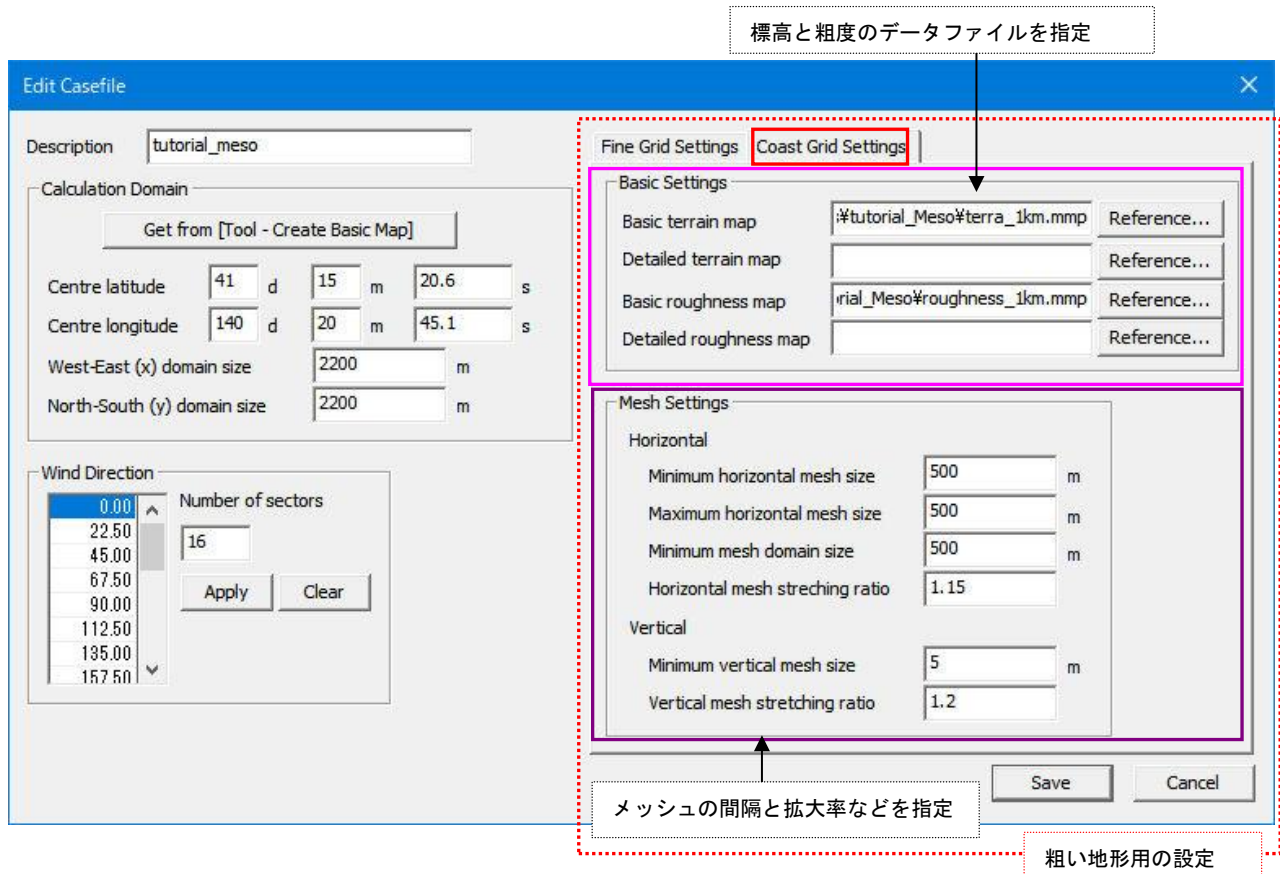 標高と粗度のデータファイルを指定
Edit Casefile
Description tutorial_meso
Calculation Domain
Get from [Tool - Create Basic Map]
Centre latitude 41 d 15 m 20.6 s
Centre longitude 140 d 20 m 45.1 s
West-East (x) domain size 2200 m
North-South (y) domain size 2200 m
Wind Direction
0.00
22.50
45.00
67.50
90.00
112.50
135.00
157.50
Number of sectors
16
Apply Clear
Fine Grid Settings Coast Grid Settings
Basic Settings
Basic terrain map ¥tutorial_Meso¥terra_1km.mmp Reference...
Detailed terrain map Reference...
Basic roughness map rial_Meso¥roughness_1km.mmp Reference...
Detailed roughness map Reference...
Mesh Settings
Horizontal
Minimum horizontal mesh size 500 m
Maximum horizontal mesh size 500 m
Minimum mesh domain size 500 m
Horizontal mesh streching ratio 1.15
Vertical
Minimum vertical mesh size 5 m
Vertical mesh stretching ratio 1.2
Save Cancel
メッシュの間隔と拡大率などを指定
粗い地形用の設定